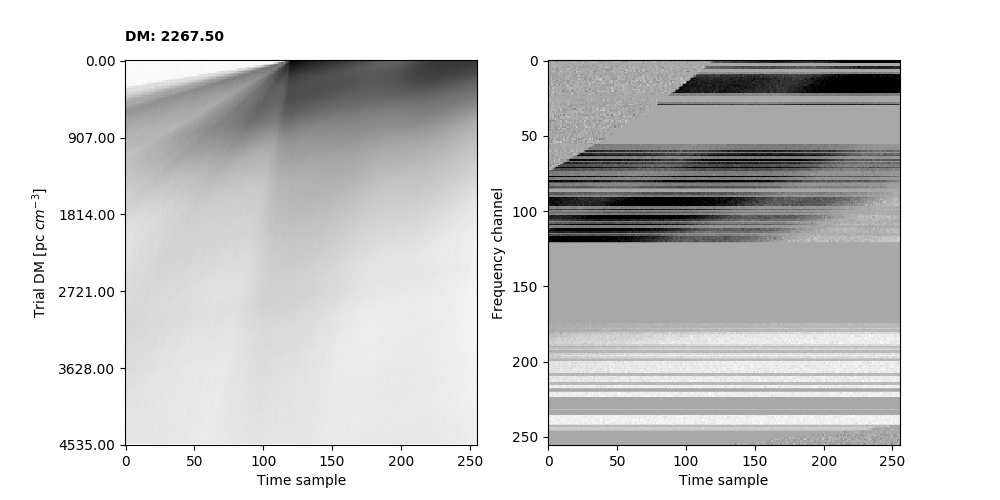 DM: 2267.50
0.00
907.00
1814.00
2721.00
3628.00
4535.00
Trial DM [pc cm⁻³]
0 50 100 150 200 250
Time sample
0
50
100
150
200
250
Frequency channel
0 50 100 150 200 250
Time sample